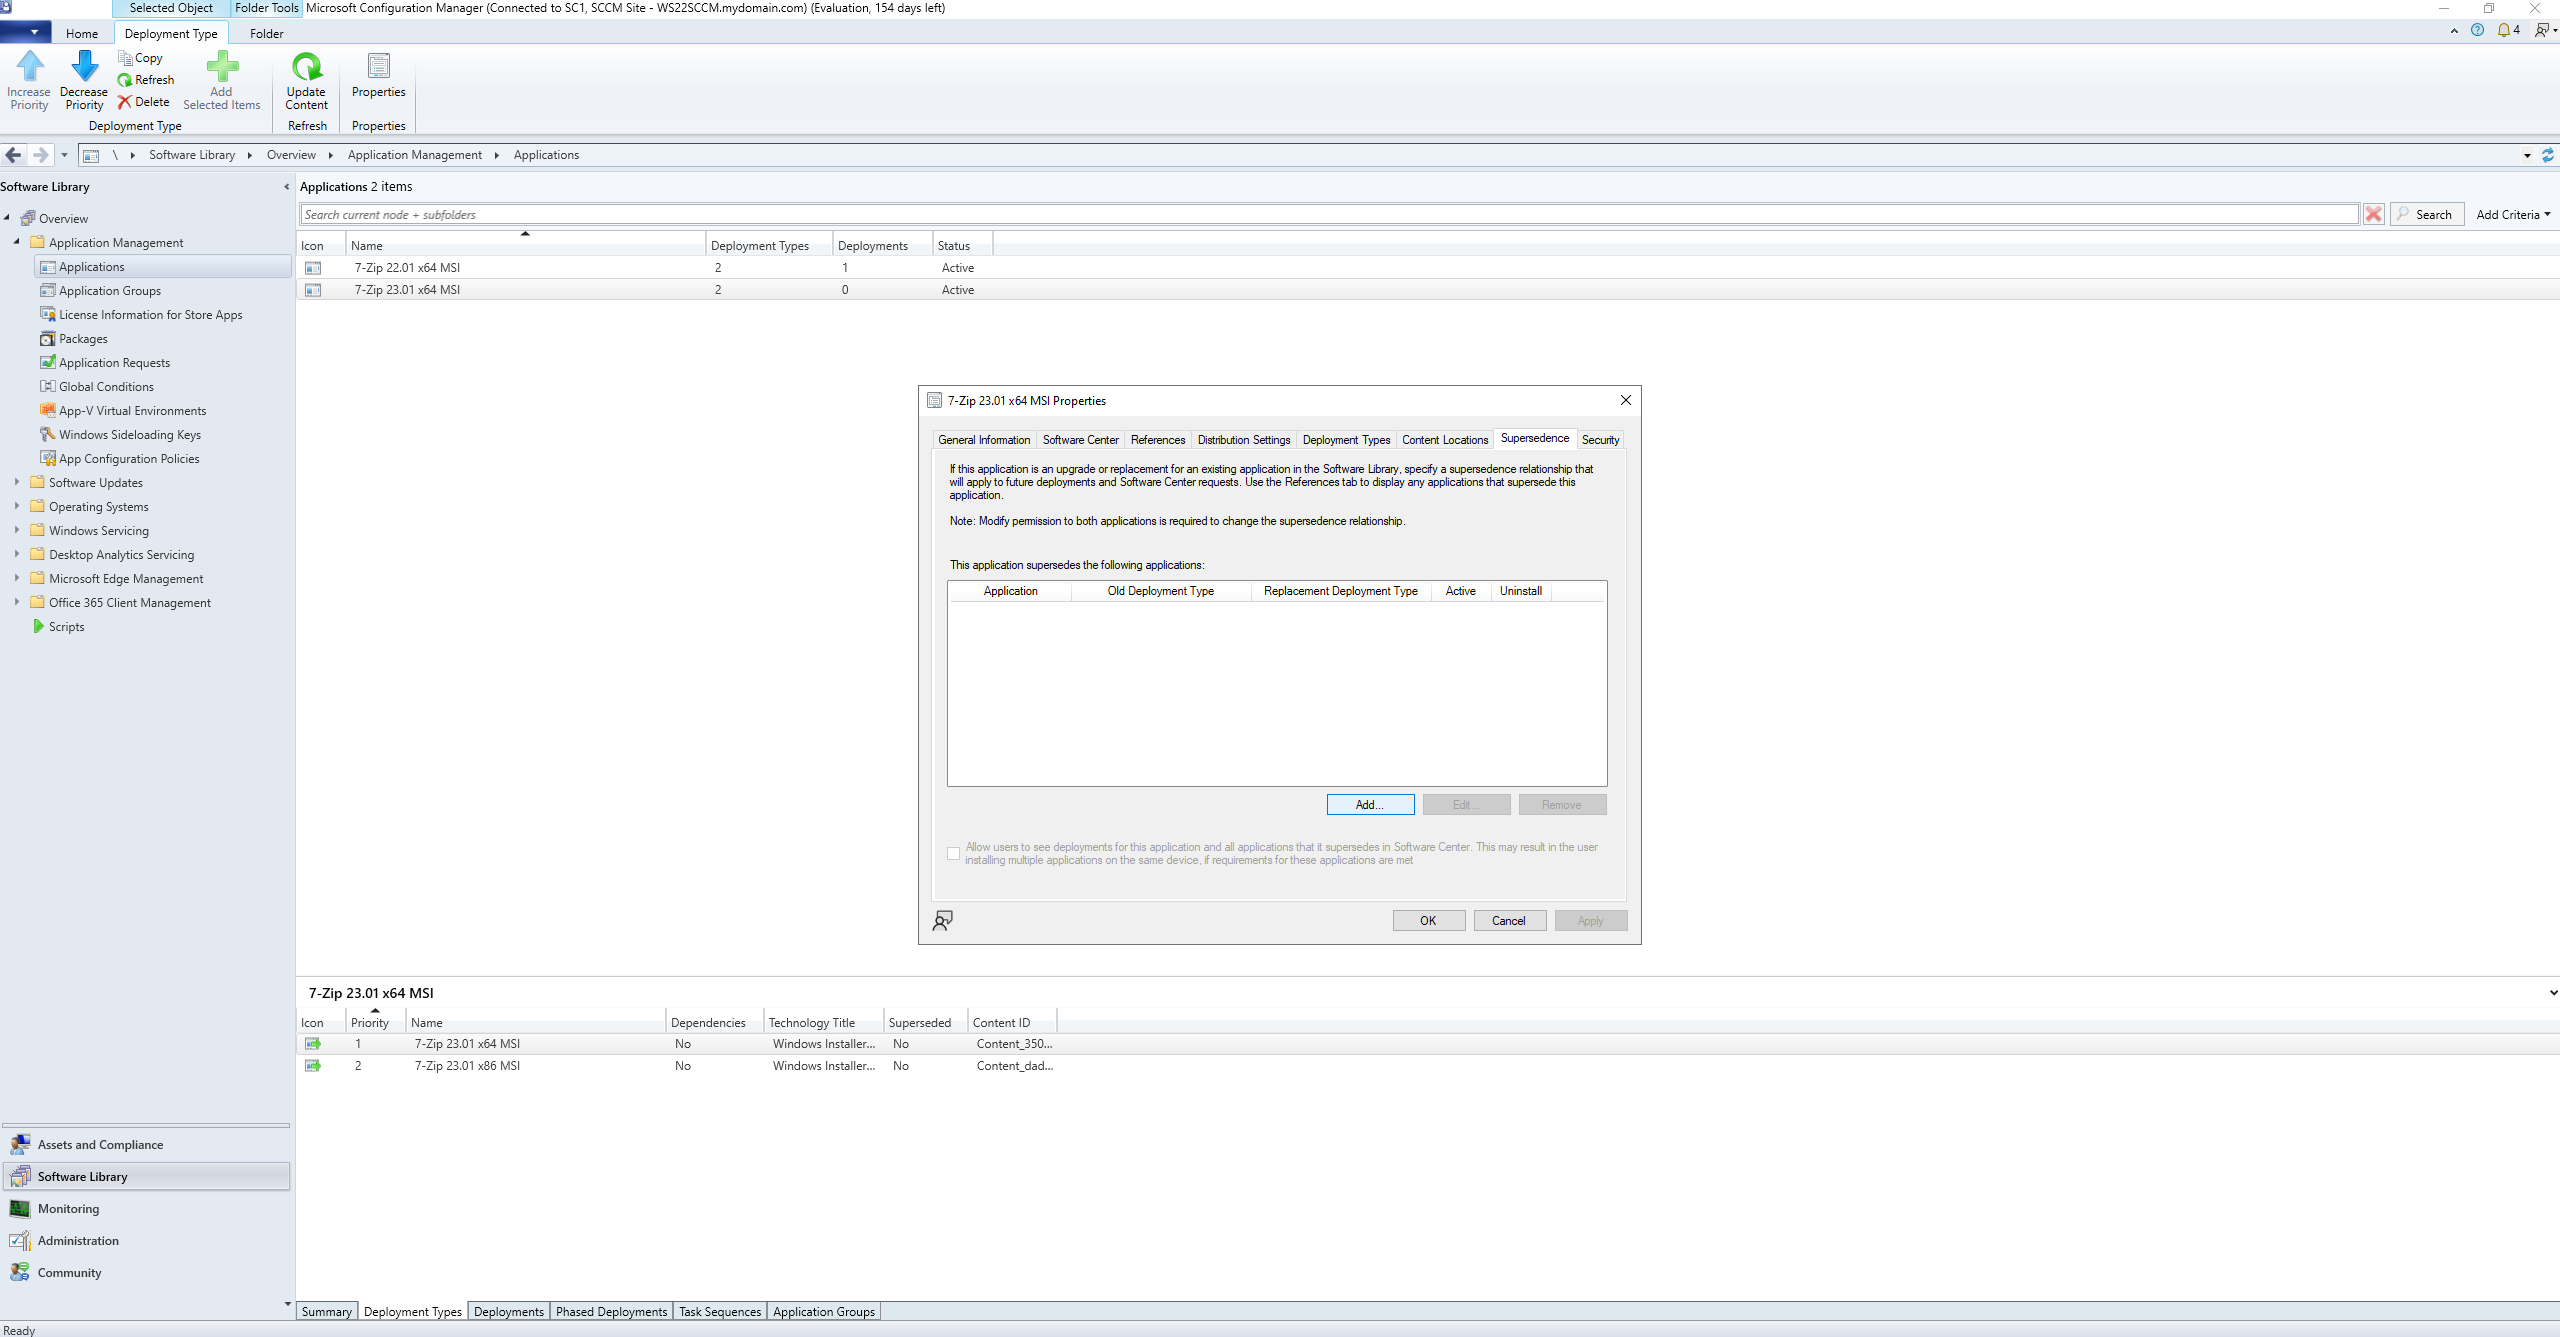 Selected Object
Folder Tools
Microsoft Configuration Manager (Connected to SC1, SCCM Site - WS22SCCM.mydomain.com) (Evaluation, 154 days left)
Home
Deployment Type
Folder
4
Increase Priority
Decrease Priority
Copy
Refresh
Delete
Add Selected Items
Deployment Type
Update Content
Refresh
Properties
Properties
\
Software Library
Overview
Application Management
Applications
Software Library
Overview
Application Management
Applications
Application Groups
License Information for Store Apps
Packages
Application Requests
Global Conditions
App-V Virtual Environments
Windows Sideloading Keys
App Configuration Policies
Software Updates
Operating Systems
Windows Servicing
Desktop Analytics Servicing
Microsoft Edge Management
Office 365 Client Management
Scripts
Assets and Compliance
Software Library
Monitoring
Administration
Community
Applications 2 items
Search current node + subfolders
Search
Add Criteria
Icon Name Deployment Types Deployments Status
7-Zip 22.01 x64 MSI 2 1 Active
7-Zip 23.01 x64 MSI 2 0 Active
7-Zip 23.01 x64 MSI Properties
General Information Software Center References Distribution Settings Deployment Types Content Locations Supersedence Security
If this application is an upgrade or replacement for an existing application in the Software Library, specify a supersedence relationship that
will apply to future deployments and Software Center requests. Use the References tab to display any applications that supersede this
application.
Note: Modify permission to both applications is required to change the supersedence relationship.
This application supersedes the following applications:
Application Old Deployment Type Replacement Deployment Type Active Uninstall
Add... Edit... Remove
Allow users to see deployments for this application and all applications that it supersedes in Software Center. This may result in the user
installing multiple applications on the same device, if requirements for these applications are met
OK Cancel Apply
7-Zip 23.01 x64 MSI
Icon Priority Name Dependencies Technology Title Superseded Content ID
1 7-Zip 23.01 x64 MSI No Windows Installer... No Content_350...
2 7-Zip 23.01 x86 MSI No Windows Installer... No Content_dad...
Summary Deployment Types Deployments Phased Deployments Task Sequences Application Groups
Ready